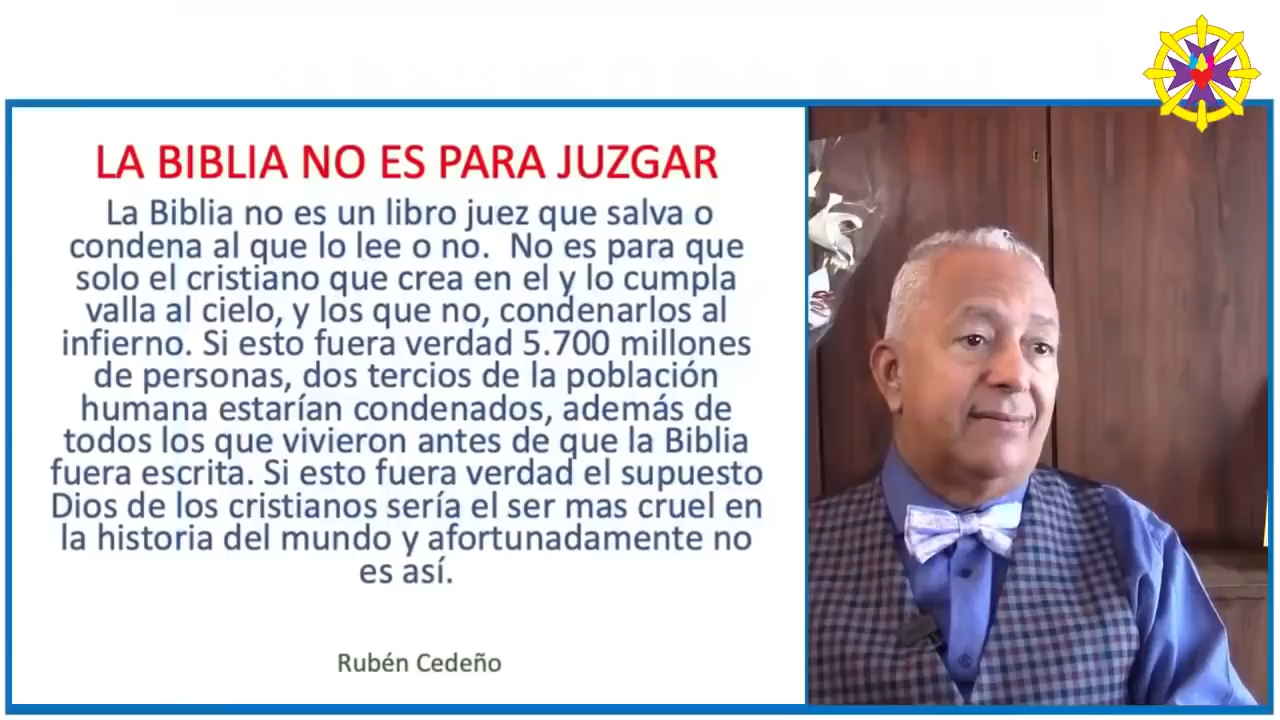 LA BIBLIA NO ES PARA JUZGAR
La Biblia no es un libro juez que salva o
condena al que lo lee o no.  No es para que
solo el cristiano que crea en el y lo cumpla
valla al cielo, y los que no, condenarlos al
infierno. Si esto fuera verdad 5.700 millones
de personas, dos tercios de la población
humana estarían condenados, además de
todos los que vivieron antes de que la Biblia
fuera escrita. Si esto fuera verdad el supuesto
Dios de los cristianos sería el ser mas cruel en
la historia del mundo y afortunadamente no
es así.
Rubén Cedeño